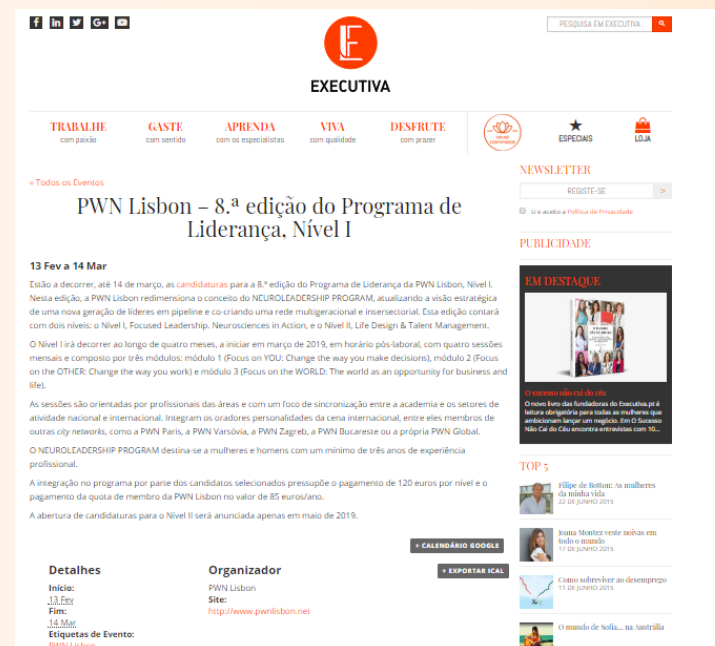 PESQUISA EM EXECUTIVA
EXECUTIVA
TRABALHE
com paixão
GASTE
com sentido
APRENDA
com os especialistas
VIVA
com qualidade
DESFRUTE
com prazer
ESPECIAIS
LOJA
« Todos os Eventos
PWN Lisbon – 8.ª edição do Programa de
Liderança, Nível I
13 Fev a 14 Mar
Estão a decorrer, até 14 de março, as candidaturas para a 8.ª edição do Programa de Liderança da PWN Lisbon, Nível I.
Nesta edição, a PWN Lisbon redimensiona o conceito do NEUROLEADERSHIP PROGRAM, atualizando a visão estratégica
de uma nova geração de líderes em pipeline e co-criando uma rede multigeracional e insersectorial. Esta edição contará
com dois níveis: o Nível I, Focused Leadership. Neurosciences in Action, e o Nível II, Life Design & Talent Management.
O Nível I irá decorrer ao longo de quatro meses, a iniciar em março de 2019, em horário pós-laboral, com quatro sessões
mensais e composto por três módulos: módulo 1 (Focus on YOU: Change the way you make decisions), módulo 2 (Focus
on the OTHER: Change the way you work) e módulo 3 (Focus on the WORLD: The world as an opportunity for business and
life).
As sessões são orientadas por profissionais das áreas e com um foco de sincronização entre a academia e os setores de
atividade nacional e internacional. Integram os oradores personalidades da cena internacional, entre eles membros de
outras city networks, como a PWN Paris, a PWN Varsóvia, a PWN Zagreb, a PWN Bucareste ou a própria PWN Global.
O NEUROLEADERSHIP PROGRAM destina-se a mulheres e homens com um mínimo de três anos de experiência
profissional.
A integração no programa por parte dos candidatos selecionados pressupõe o pagamento de 120 euros por nível e o
pagamento da quota de membro da PWN Lisbon no valor de 85 euros/ano.
A abertura de candidaturas para o Nível II será anunciada apenas em maio de 2019.
+ CALENDÁRIO GOOGLE
+ EXPORTAR ICAL
Detalhes
Início:
13 Fev
Fim:
14 Mar
Etiquetas de Evento:
PWN Lisbon
Organizador
PWN Lisbon
Site:
http://www.pwnlisbon.net
NEWSLETTER
REGISTE-SE
>
Li e aceito a Política de Privacidade
PUBLICIDADE
EM DESTAQUE
O sucesso não cai do céu
O novo livro das fundadoras do Executiva.pt é
leitura obrigatória para todas as mulheres que
ambicionam lançar um negócio. Em O Sucesso
Não Cai do Céu encontra entrevistas com 10...
TOP 5
Filipe de Botton: As mulheres
da minha vida
22 DE JUNHO 2015
Joana Montez veste noivas em
todo o mundo
17 DE JUNHO 2015
Como sobreviver ao desemprego
11 DE JUNHO 2015
O mundo de Sofia... na Austrália